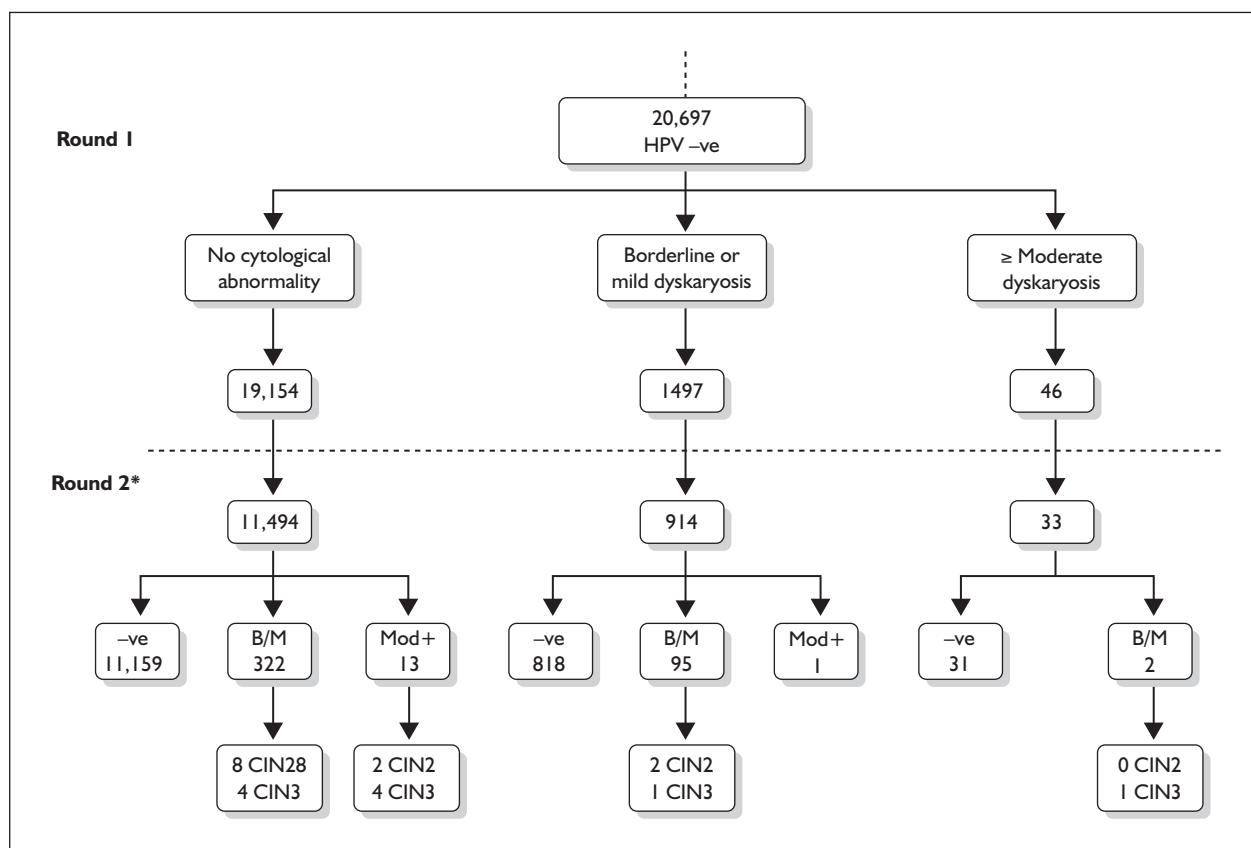 Round 1
20,697
HPV –ve
No cytological
abnormality
Borderline or
mild dyskaryosis
≥ Moderate
dyskaryosis
19,154
1497
46
Round 2*
11,494
914
33
–ve
11,159
B/M
322
Mod+
13
–ve
818
B/M
95
Mod+
1
–ve
31
B/M
2
8 CIN28
4 CIN3
2 CIN2
4 CIN3
2 CIN2
1 CIN3
0 CIN2
1 CIN3